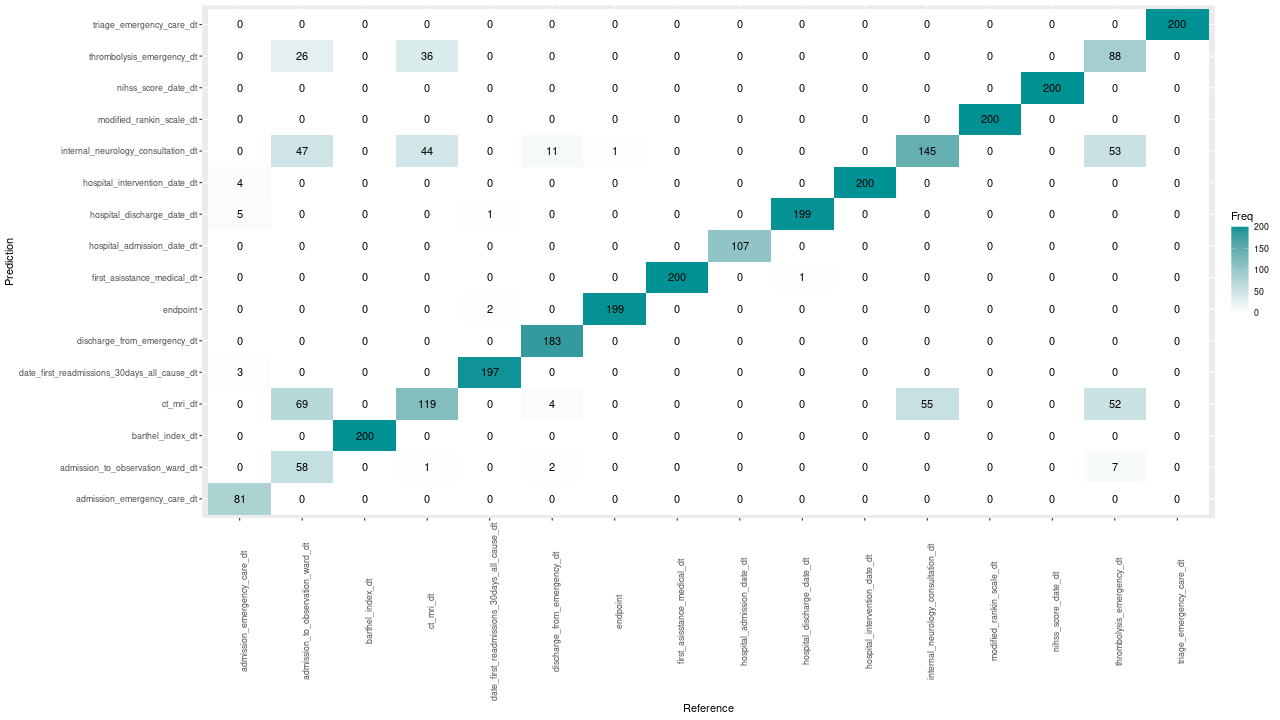 triage_emergency_care_dt 0 0 0 0 0 0 0 0 0 0 0 0 0 0 0 200
thrombolysis_emergency_dt 0 26 0 36 0 0 0 0 0 0 0 0 0 0 88 0
nihss_score_date_dt 0 0 0 0 0 0 0 0 0 0 0 0 0 200 0 0
modified_rankin_scale_dt 0 0 0 0 0 0 0 0 0 0 0 0 200 0 0 0
internal_neurology_consultation_dt 0 47 0 44 0 11 1 0 0 0 0 145 0 0 53 0
hospital_intervention_date_dt 4 0 0 0 0 0 0 0 0 0 200 0 0 0 0 0
hospital_discharge_date_dt 5 0 0 0 1 0 0 0 0 199 0 0 0 0 0 0
hospital_admission_date_dt 0 0 0 0 0 0 0 0 107 0 0 0 0 0 0 0
first_asisstance_medical_dt 0 0 0 0 0 0 0 200 0 1 0 0 0 0 0 0
endpoint 0 0 0 0 2 0 199 0 0 0 0 0 0 0 0 0
discharge_from_emergency_dt 0 0 0 0 0 183 0 0 0 0 0 0 0 0 0 0
date_first_readmissions_30days_all_cause_dt 3 0 0 0 197 0 0 0 0 0 0 0 0 0 0 0
ct_mri_dt 0 69 0 119 0 4 0 0 0 0 0 55 0 0 52 0
barthel_index_dt 0 0 200 0 0 0 0 0 0 0 0 0 0 0 0 0
admission_to_observation_ward_dt 0 58 0 1 0 2 0 0 0 0 0 0 0 0 7 0
admission_emergency_care_dt 81 0 0 0 0 0 0 0 0 0 0 0 0 0 0 0
Prediction
admission_emergency_care_dt
admission_to_observation_ward_dt
barthel_index_dt
ct_mri_dt
date_first_readmissions_30days_all_cause_dt
discharge_from_emergency_dt
endpoint
first_asisstance_medical_dt
hospital_admission_date_dt
hospital_discharge_date_dt
hospital_intervention_date_dt
internal_neurology_consultation_dt
modified_rankin_scale_dt
nihss_score_date_dt
thrombolysis_emergency_dt
triage_emergency_care_dt
Reference
Freq
200
150
100
50
0